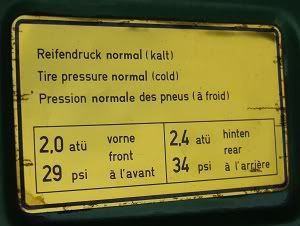 Reifendruck normal (kalt)
Tire pressure normal (cold)
Pression normale des pneus (à froid)
2,0 atü vorne 2,4 atü hinten
front rear
29 psi à l'avant 34 psi à l'arrière